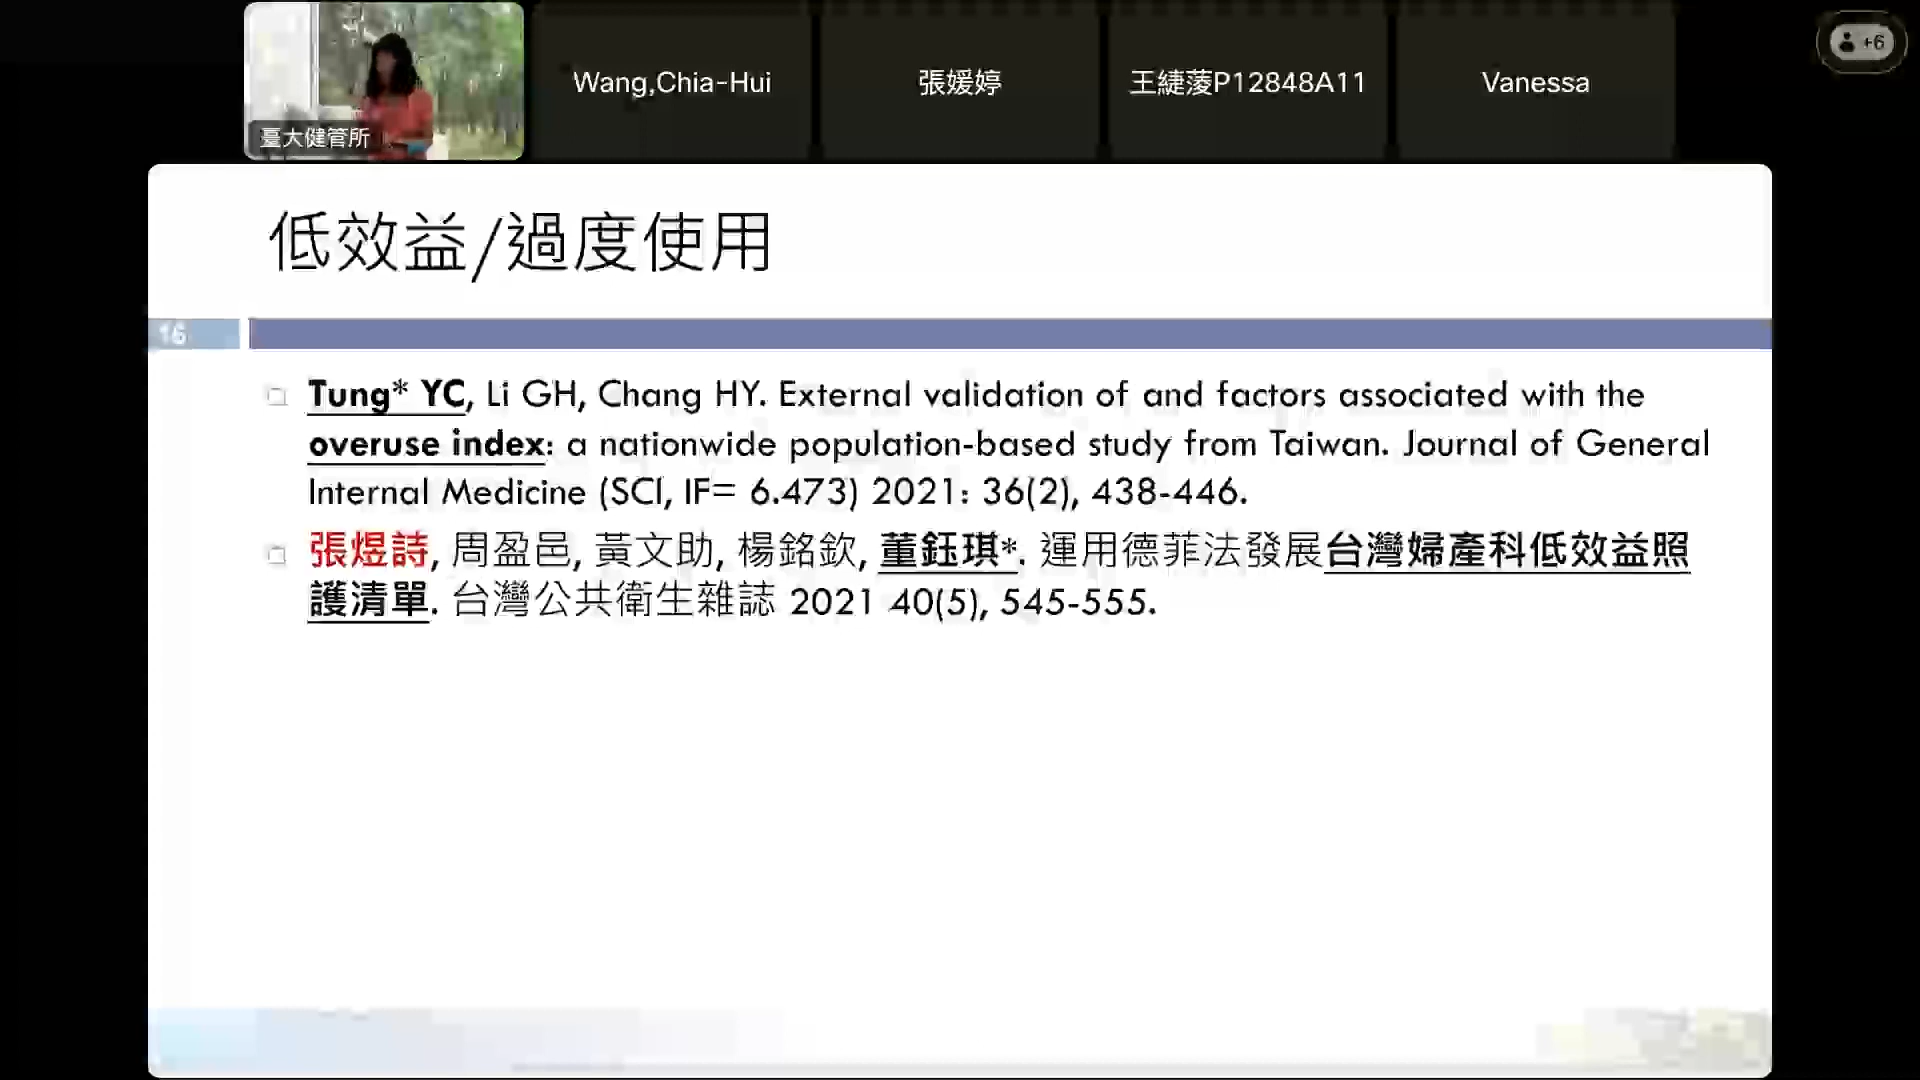 +6
Wang,Chia-Hui
張媛婷
王緁蓤P12848A11
Vanessa
臺大健管所
低效益/過度使用
16
Tung* YC, Li GH, Chang HY. External validation of and factors associated with the
overuse index: a nationwide population-based study from Taiwan. Journal of General
Internal Medicine (SCI, IF= 6.473) 2021: 36(2), 438-446.
張煜詩, 周盈邑, 黃文助, 楊銘欽, 董鈺琪*. 運用德菲法發展台灣婦產科低效益照
護清單. 台灣公共衛生雜誌 2021 40(5), 545-555.